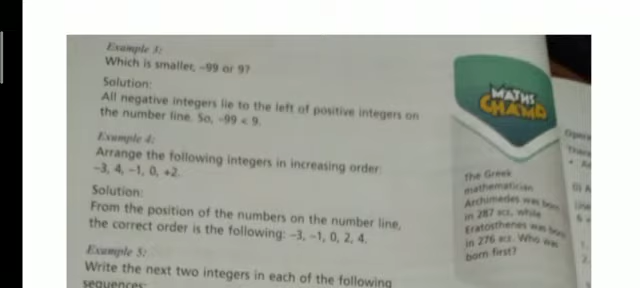 Example 3:
Which is smaller, –99 or 9?
Solution:
All negative integers lie to the left of positive integers on
the number line. So, –99 < 9.
Example 4:
Arrange the following integers in increasing order:
–3, 4, –1, 0, +2.
Solution:
From the position of the numbers on the number line,
the correct order is the following: –3, –1, 0, 2, 4.
Example 5:
Write the next two integers in each of the following
sequences:
MATHS
CHAMP
the Greek
mathematician
Archimedes was born
in 287 BCE, while
Eratosthenes was born
in 276 BCE. Who was
born first?